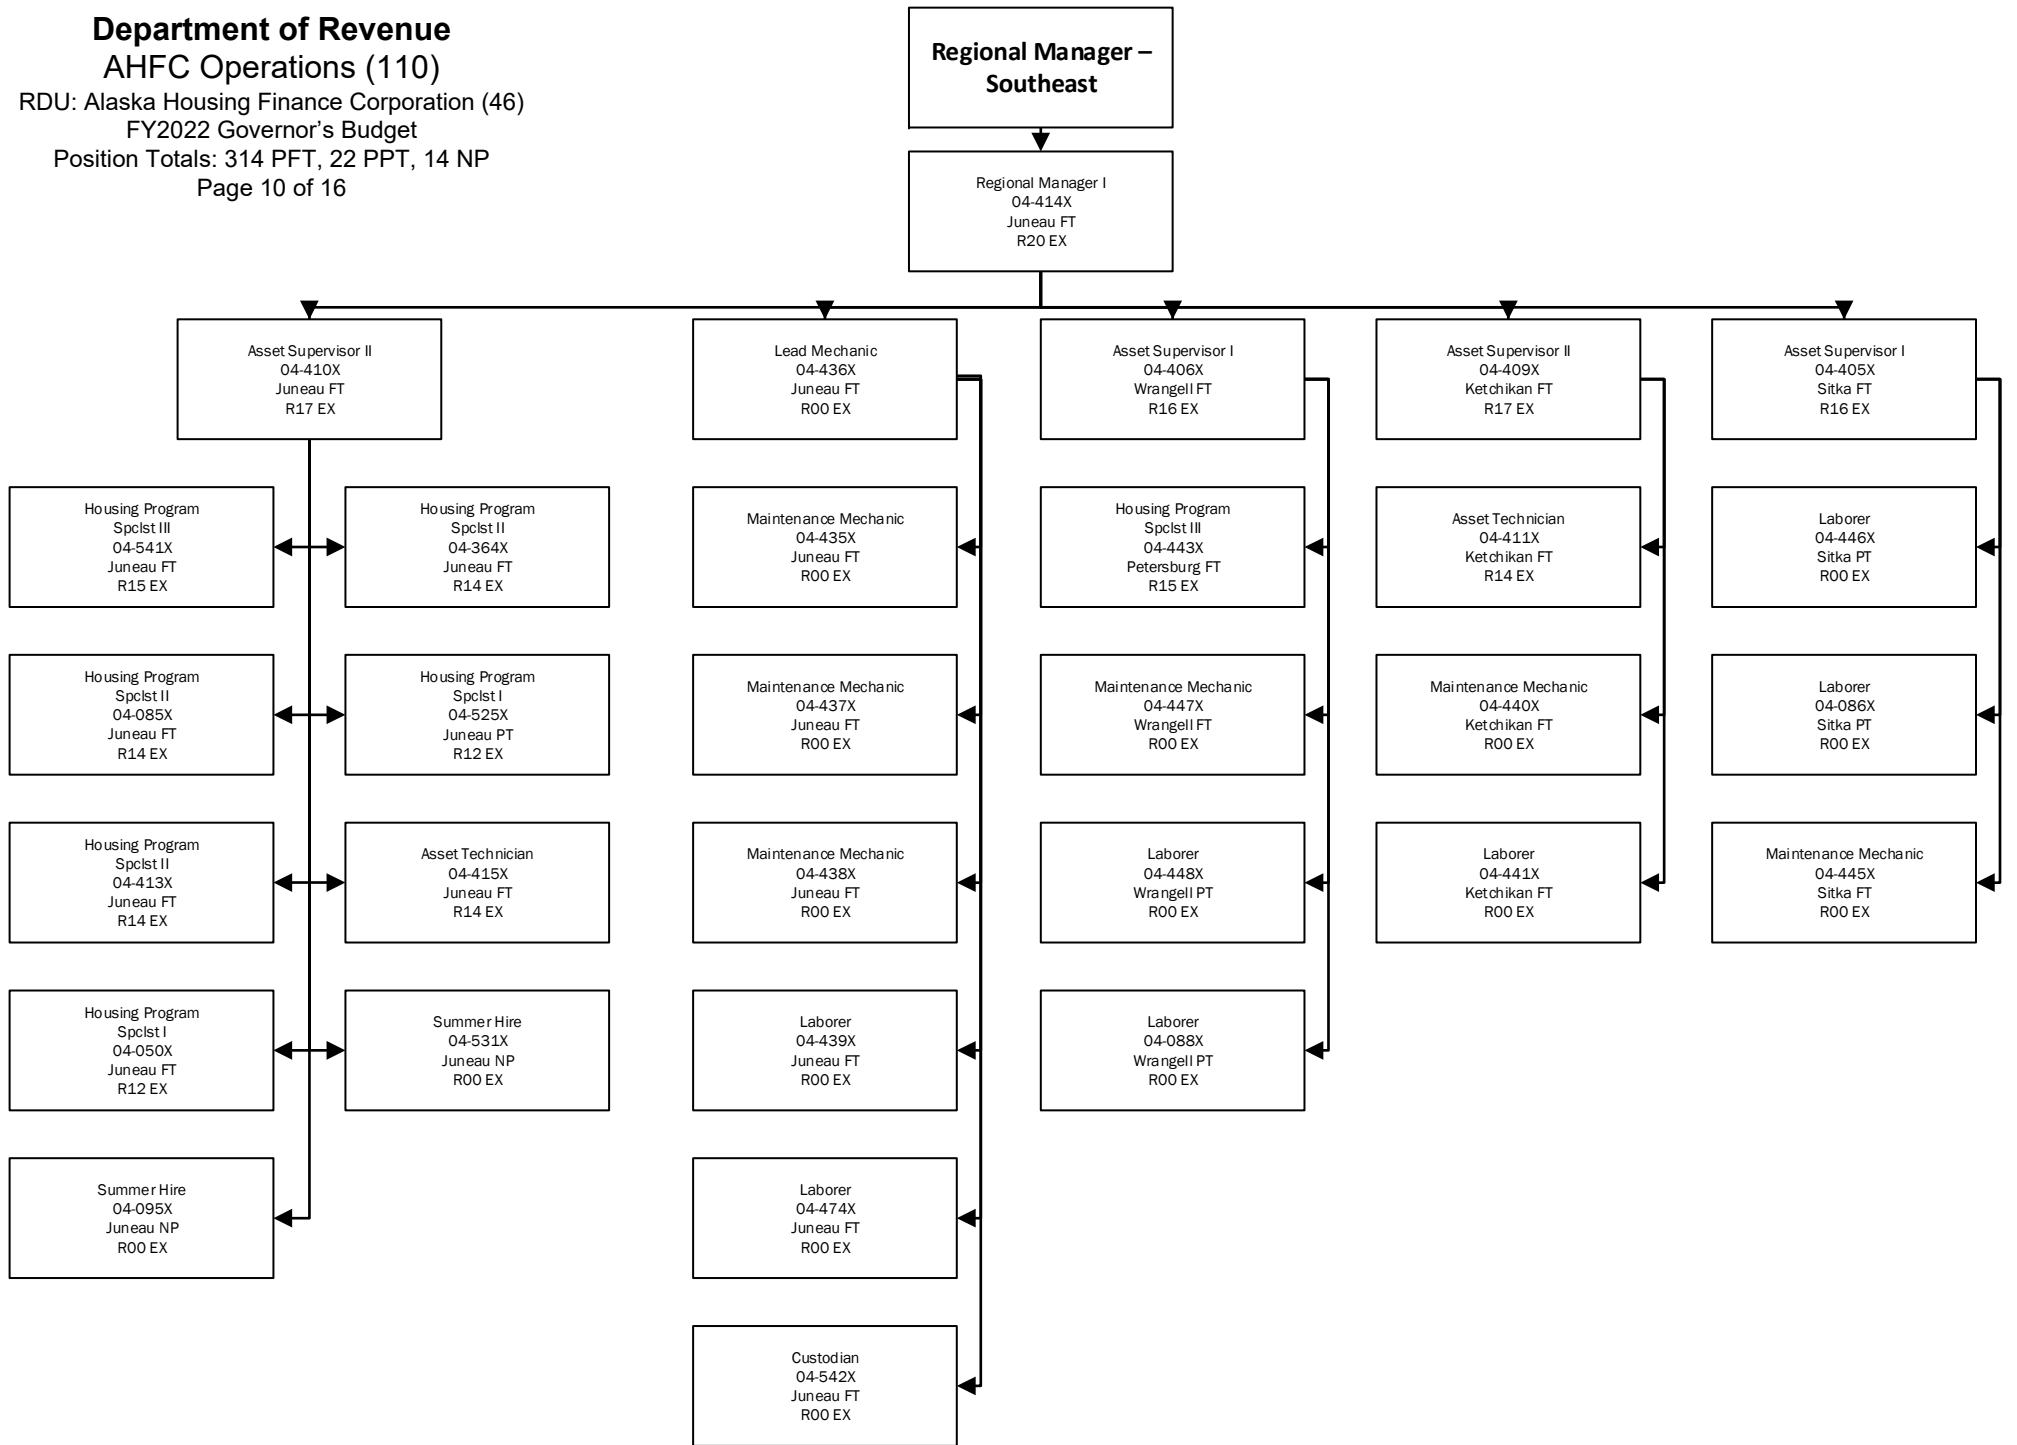 Department of Revenue
AHFC Operations (110)
RDU: Alaska Housing Finance Corporation (46)
FY2022 Governor's Budget
Position Totals: 314 PFT, 22 PPT, 14 NP
Page 10 of 16
Regional Manager –
Southeast
Regional Manager I
04-414X
Juneau FT
R20 EX
Asset Supervisor II
04-410X
Juneau FT
R17 EX
Lead Mechanic
04-436X
Juneau FT
R00 EX
Asset Supervisor I
04-406X
Wrangell FT
R16 EX
Asset Supervisor II
04-409X
Ketchikan FT
R17 EX
Asset Supervisor I
04-405X
Sitka FT
R16 EX
Housing Program
Spclst III
04-541X
Juneau FT
R15 EX
Housing Program
Spclst II
04-364X
Juneau FT
R14 EX
Maintenance Mechanic
04-435X
Juneau FT
R00 EX
Housing Program
Spclst III
04-443X
Petersburg FT
R15 EX
Asset Technician
04-411X
Ketchikan FT
R14 EX
Laborer
04-446X
Sitka PT
R00 EX
Housing Program
Spclst II
04-085X
Juneau FT
R14 EX
Housing Program
Spclst I
04-525X
Juneau PT
R12 EX
Maintenance Mechanic
04-437X
Juneau FT
R00 EX
Maintenance Mechanic
04-447X
Wrangell FT
R00 EX
Maintenance Mechanic
04-440X
Ketchikan FT
R00 EX
Laborer
04-086X
Sitka PT
R00 EX
Housing Program
Spclst II
04-413X
Juneau FT
R14 EX
Asset Technician
04-415X
Juneau FT
R14 EX
Maintenance Mechanic
04-438X
Juneau FT
R00 EX
Laborer
04-448X
Wrangell PT
R00 EX
Laborer
04-441X
Ketchikan FT
R00 EX
Maintenance Mechanic
04-445X
Sitka FT
R00 EX
Housing Program
Spclst I
04-050X
Juneau FT
R12 EX
Summer Hire
04-531X
Juneau NP
R00 EX
Laborer
04-439X
Juneau FT
R00 EX
Laborer
04-088X
Wrangell PT
R00 EX
Summer Hire
04-095X
Juneau NP
R00 EX
Laborer
04-474X
Juneau FT
R00 EX
Custodian
04-542X
Juneau FT
R00 EX